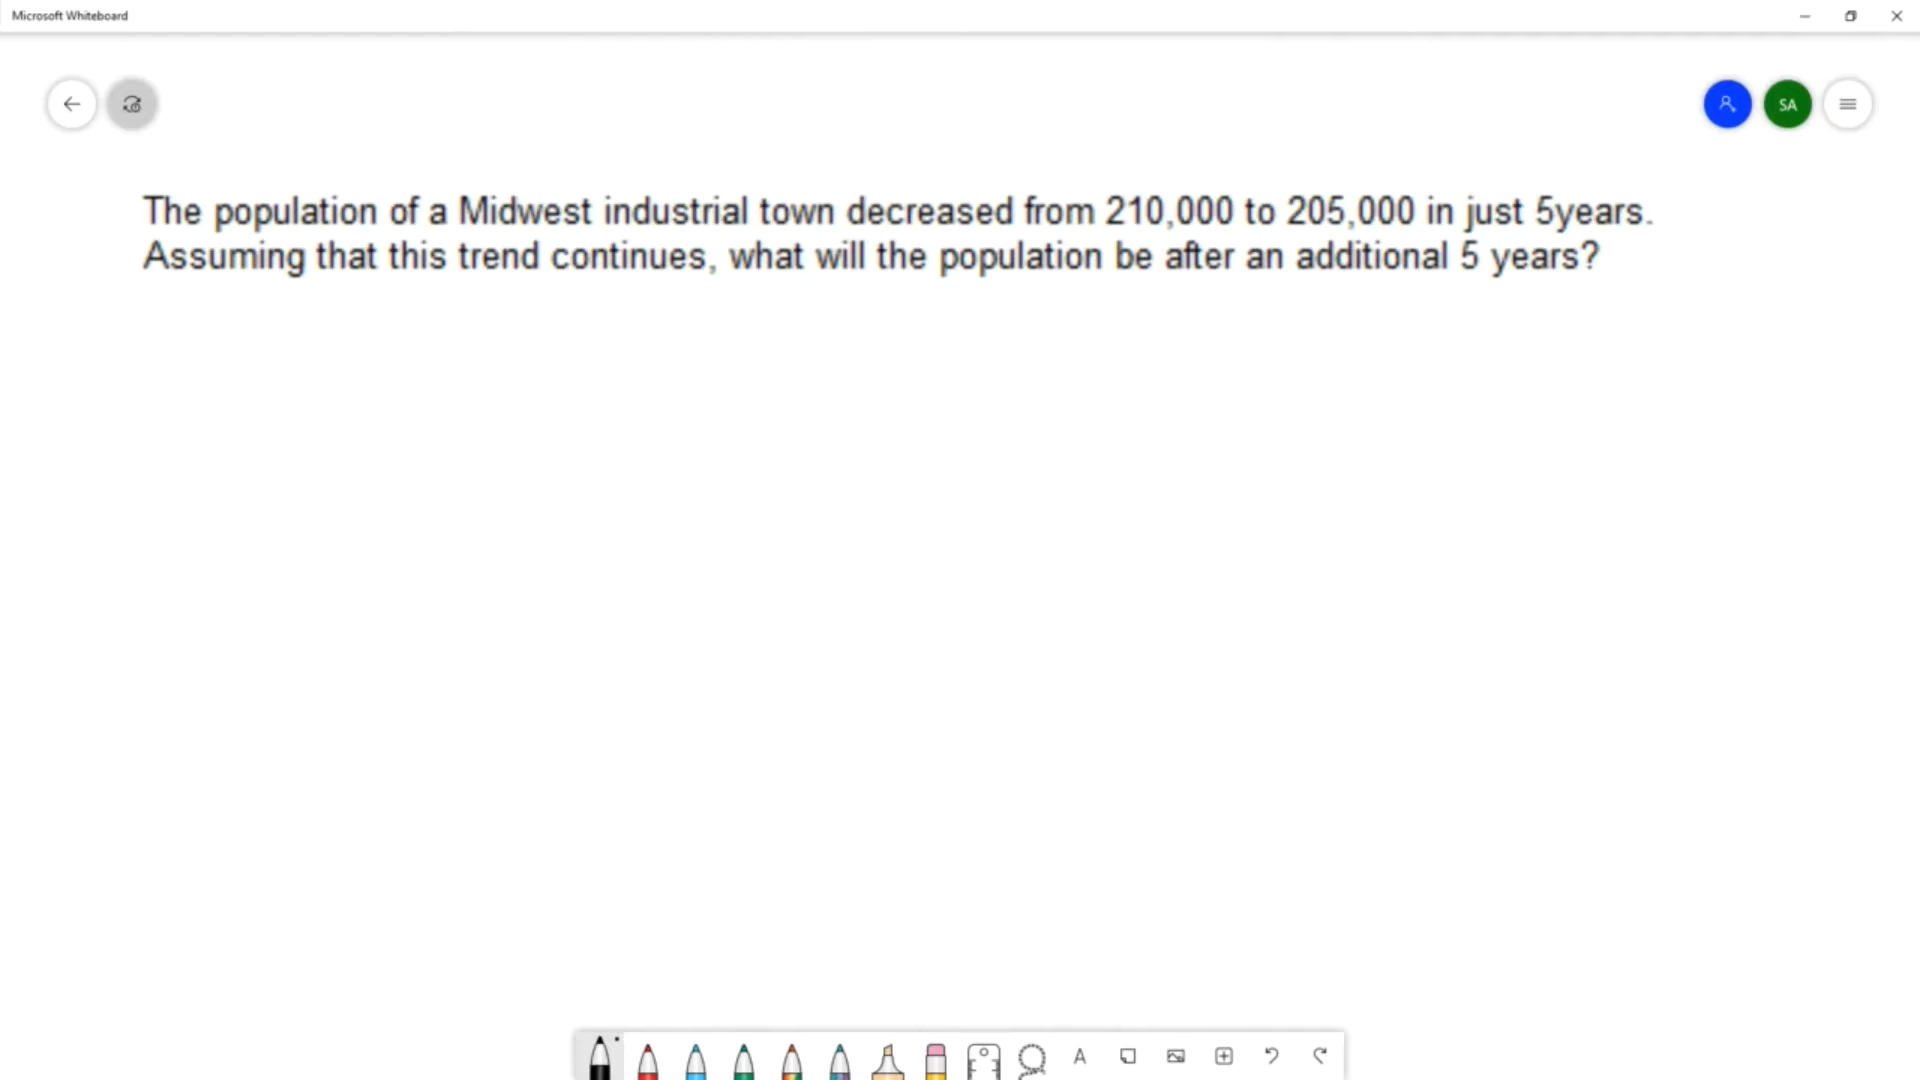 Microsoft Whiteboard
SA
The population of a Midwest industrial town decreased from 210,000 to 205,000 in just 5years.
Assuming that this trend continues, what will the population be after an additional 5 years?
A